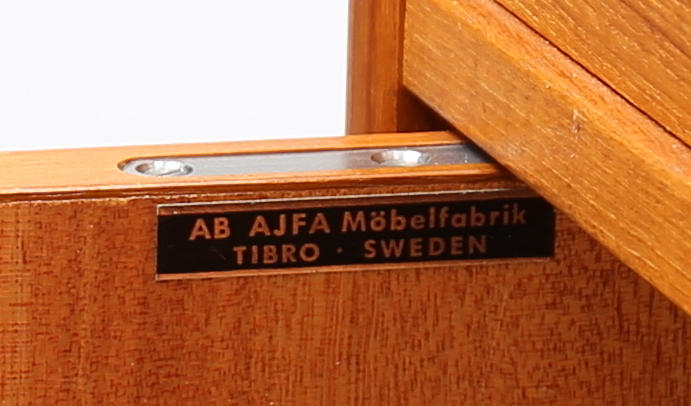 AB AJFA Möbelfabrik
TIBRO · SWEDEN